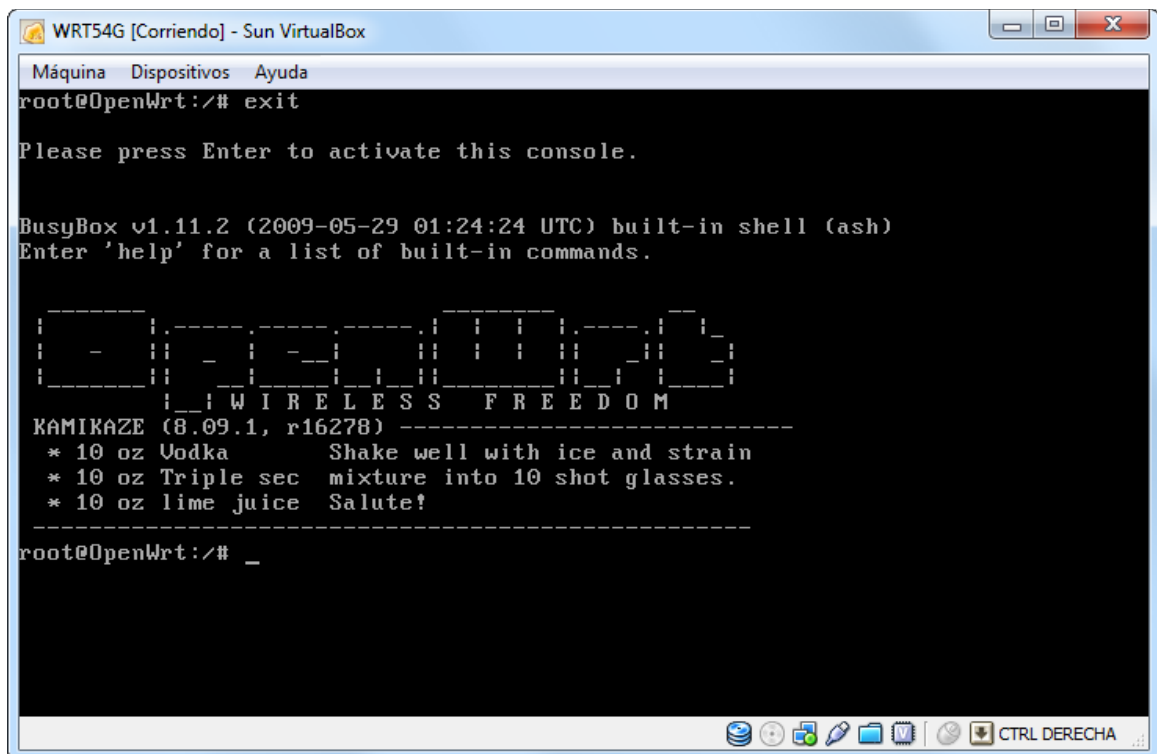 WRT54G [Corriendo] - Sun VirtualBox
Máquina Dispositivos Ayuda
root@OpenWrt:/# exit
Please press Enter to activate this console.
BusyBox v1.11.2 (2009-05-29 01:24:24 UTC) built-in shell (ash)
Enter 'help' for a list of built-in commands.
OpenWrt
W I R E L E S S F R E E D O M
KAMIKAZE (8.09.1, r16278) ----------------------------
* 10 oz Vodka Shake well with ice and strain
* 10 oz Triple sec mixture into 10 shot glasses.
* 10 oz lime juice Salute!
---------------------------------------------------
root@OpenWrt:/# _
CTRL DERECHA